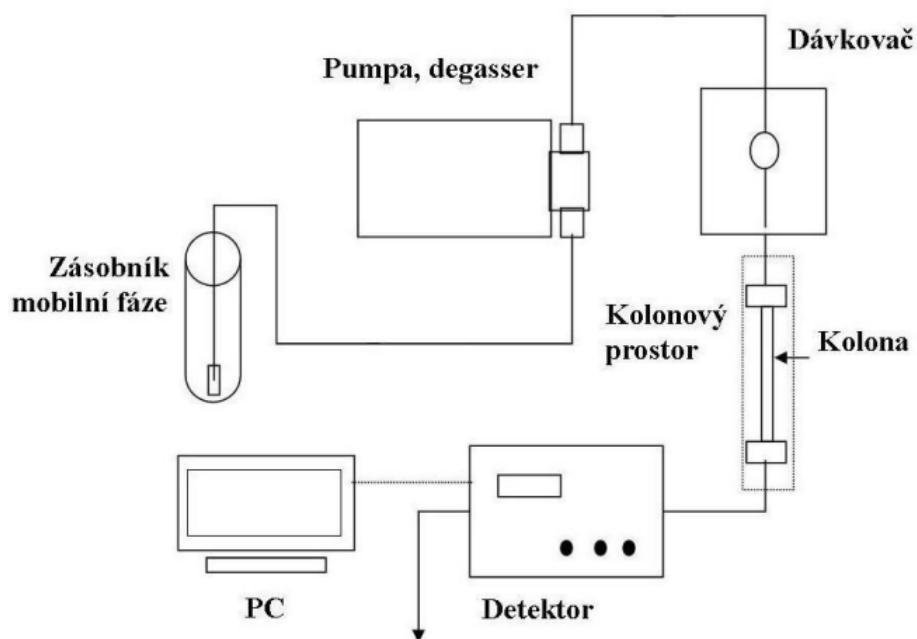 Dávkovač
Pumpa, degasser
Zásobník
mobilní fáze
Kolonový
prostor
Kolona
PC
Detektor